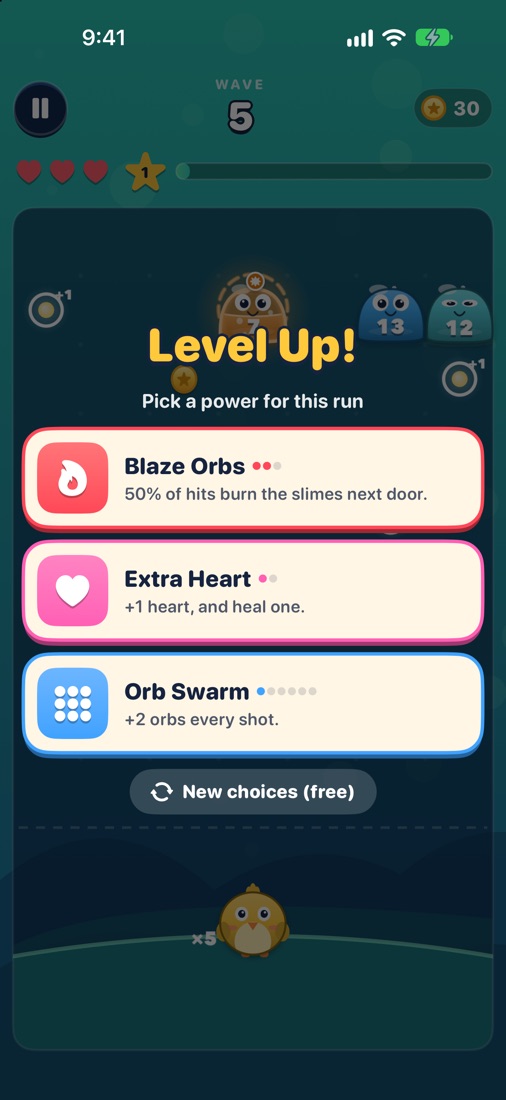 9:41
WAVE
5
30
1
+1
7
13
12
Level Up!
+1
Pick a power for this run
Blaze Orbs
50% of hits burn the slimes next door.
Extra Heart
+1 heart, and heal one.
Orb Swarm
+2 orbs every shot.
New choices (free)
×5